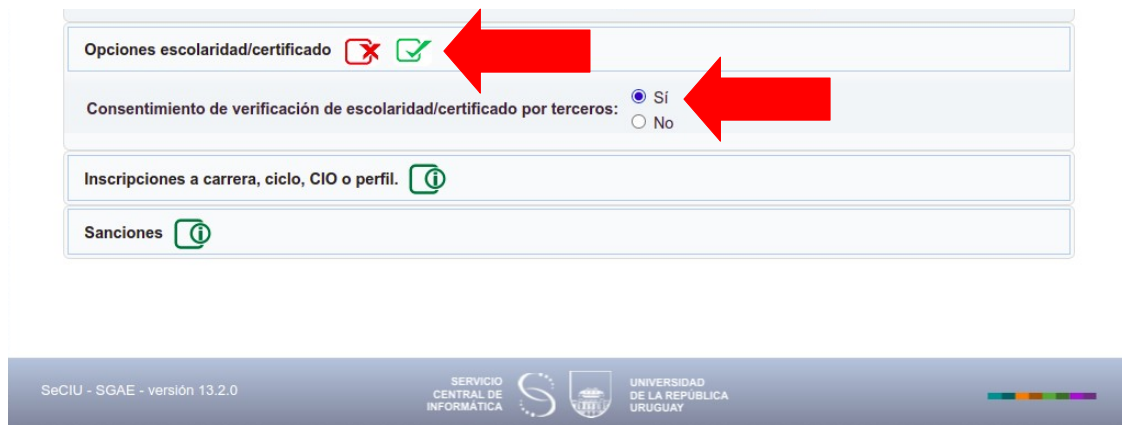 Opciones escolaridad/certificado
Consentimiento de verificación de escolaridad/certificado por terceros:
Sí
No
Inscripciones a carrera, ciclo, CIO o perfil.
Sanciones
SeCIU - SGAE - versión 13.2.0
SERVICIO
CENTRAL DE
INFORMÁTICA
UNIVERSIDAD
DE LA REPÚBLICA
URUGUAY